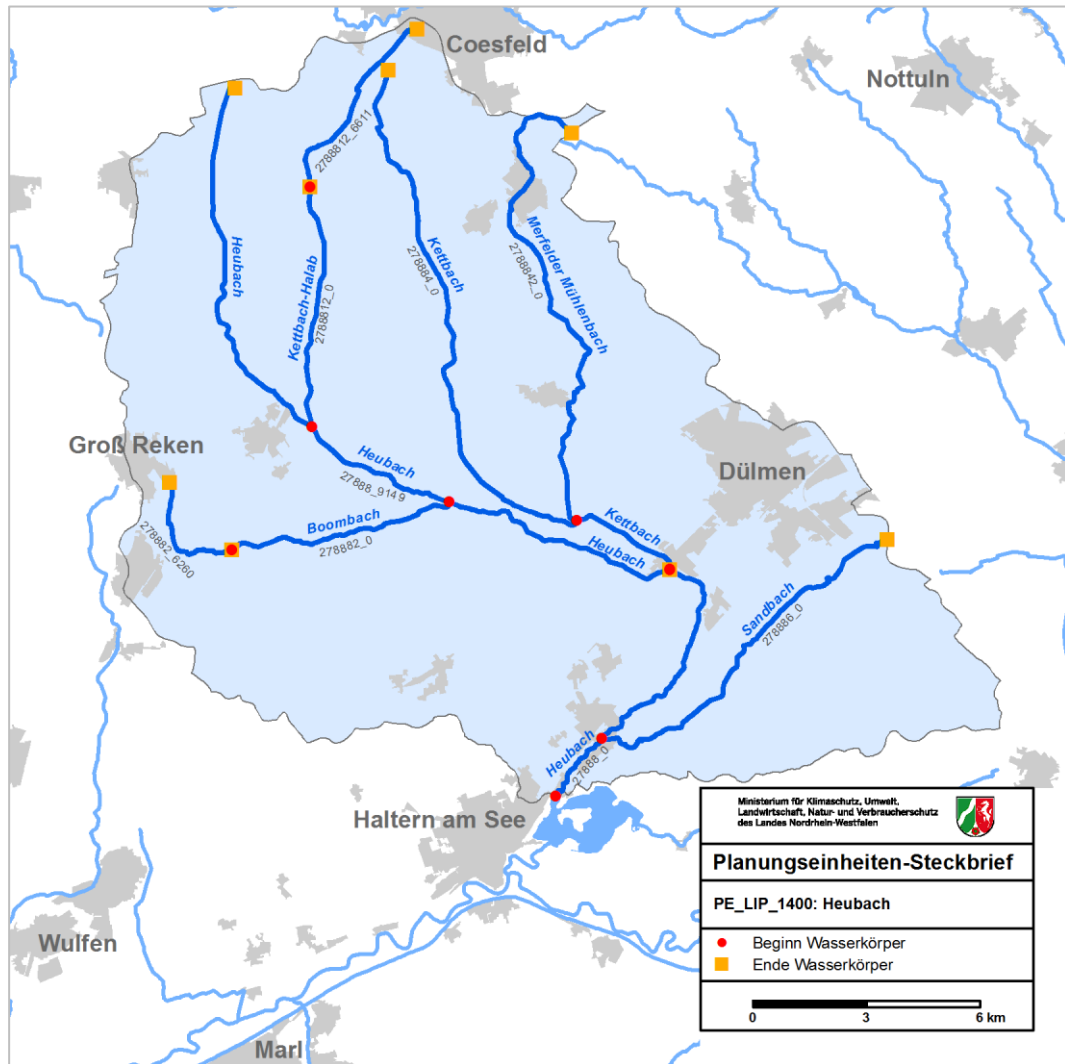 Coesfeld
Nottuln
2788812_6611
Heubach
Kettbach-Halab
2788812_0
Kettbach
278884_0
Merfelder Mühlenbach
2788842_0
Groß Reken
Dülmen
Heubach
27888_9149
Boombach
278882_0
278882_6260
Kettbach
Heubach
Sandbach
278886_0
Heubach
27888_0
Haltern am See
Wulfen
Marl
Ministerium für Klimaschutz, Umwelt,
Landwirtschaft, Natur- und Verbraucherschutz
des Landes Nordrhein-Westfalen
Planungseinheiten-Steckbrief
PE_LIP_1400: Heubach
Beginn Wasserkörper
Ende Wasserkörper
0 3 6 km